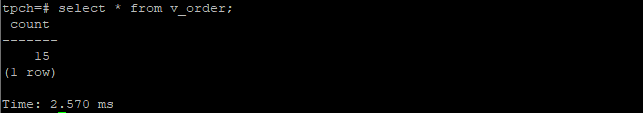 tpch=# select * from v_order;
 count
-------
    15
(1 row)

Time: 2.570 ms